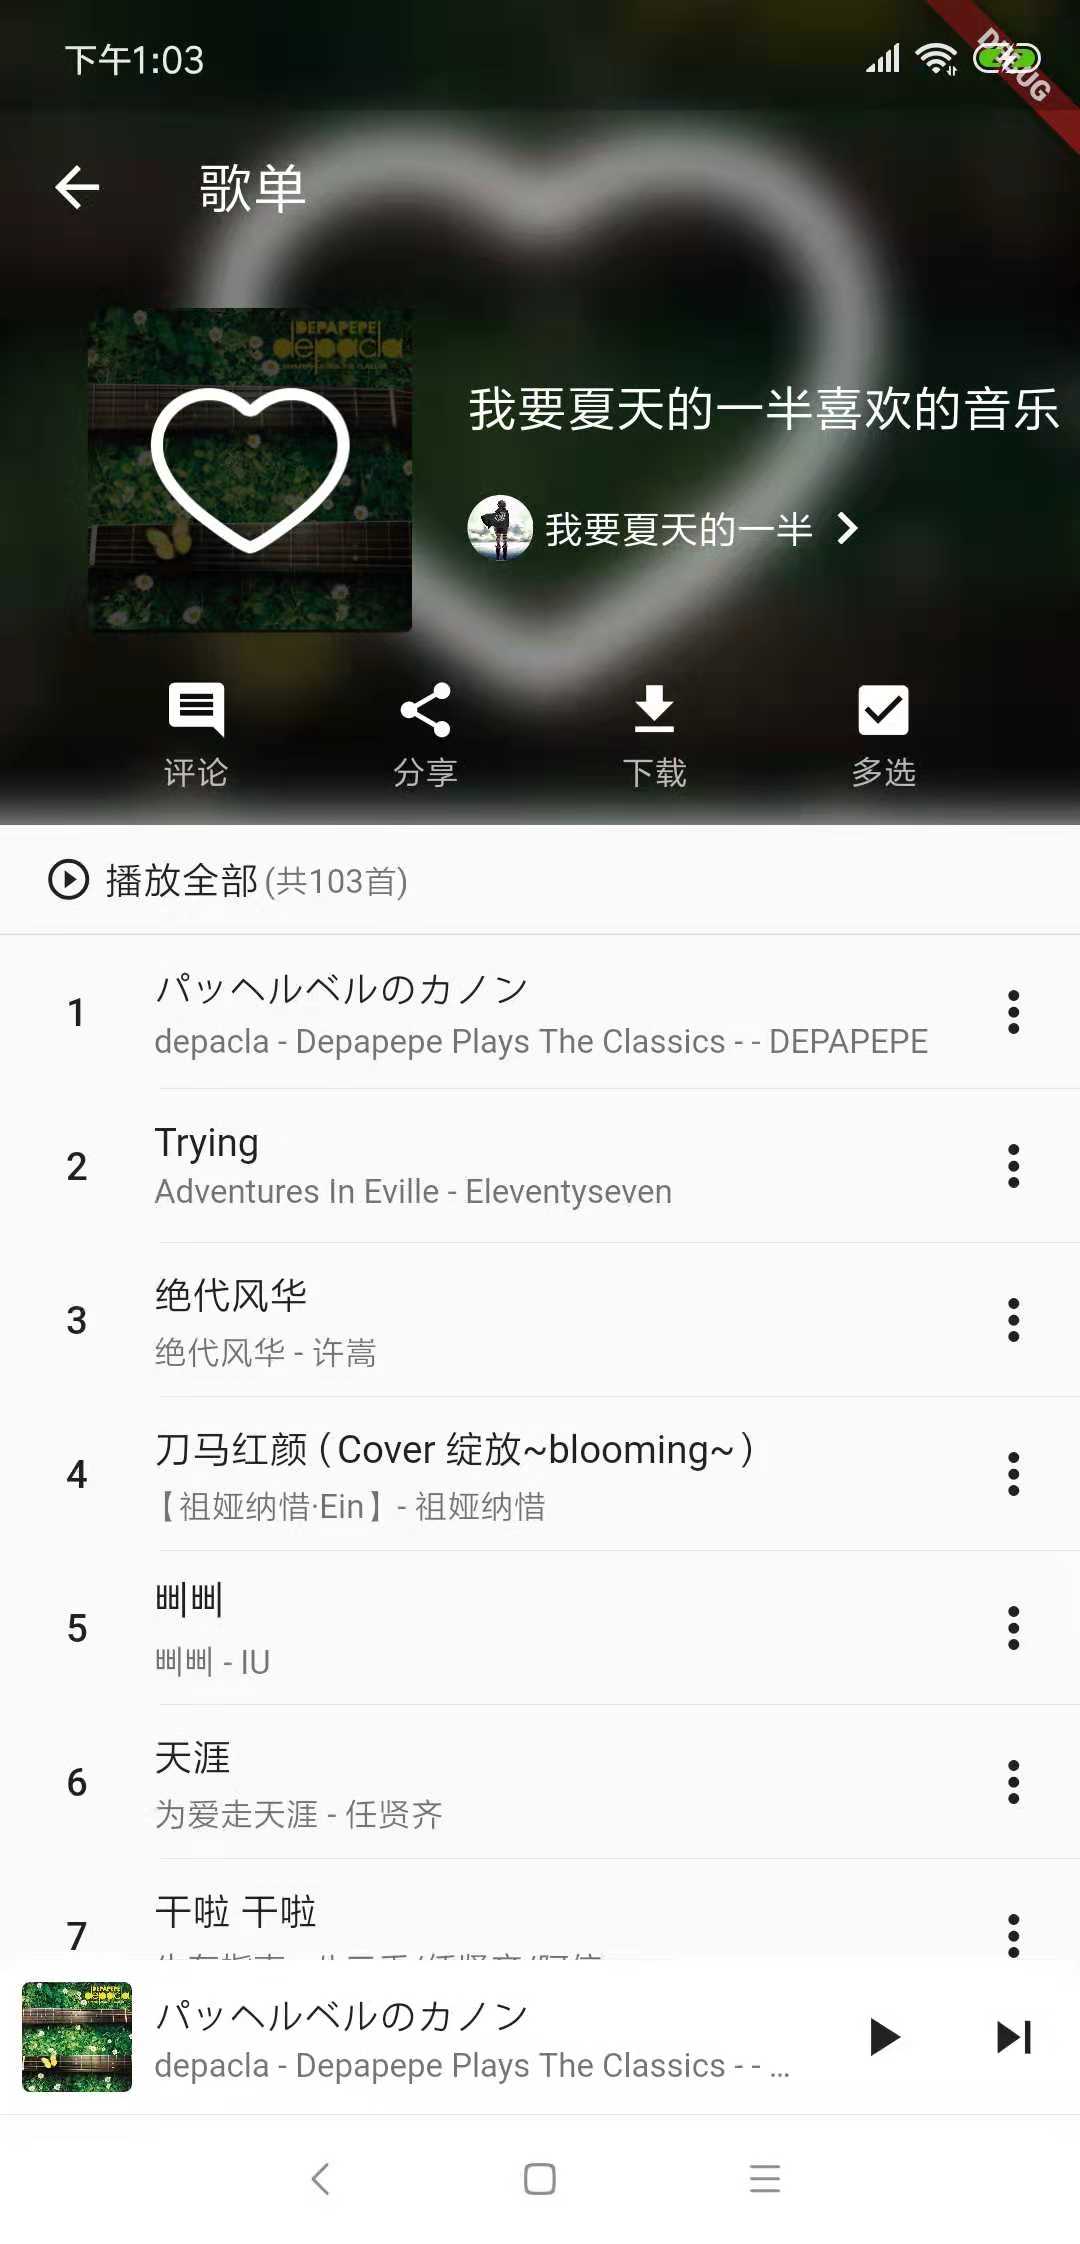 下午1:03
DEBUG
歌单
DEPAPEPE
depacla
我要夏天的一半喜欢的音乐
我要夏天的一半
评论
分享
下载
多选
播放全部(共103首)
1
パッヘルベルのカノン
depacla - Depapepe Plays The Classics - - DEPAPEPE
2
Trying
Adventures In Eville - Eleventyseven
3
绝代风华
绝代风华 - 许嵩
4
刀马红颜（Cover 绽放~blooming~）
【祖娅纳惜·Ein】- 祖娅纳惜
5
삐삐
삐삐 - IU
6
天涯
为爱走天涯 - 任贤齐
7
干啦 干啦
DEPAPEPE
depacla
パッヘルベルのカノン
depacla - Depapepe Plays The Classics - - ...